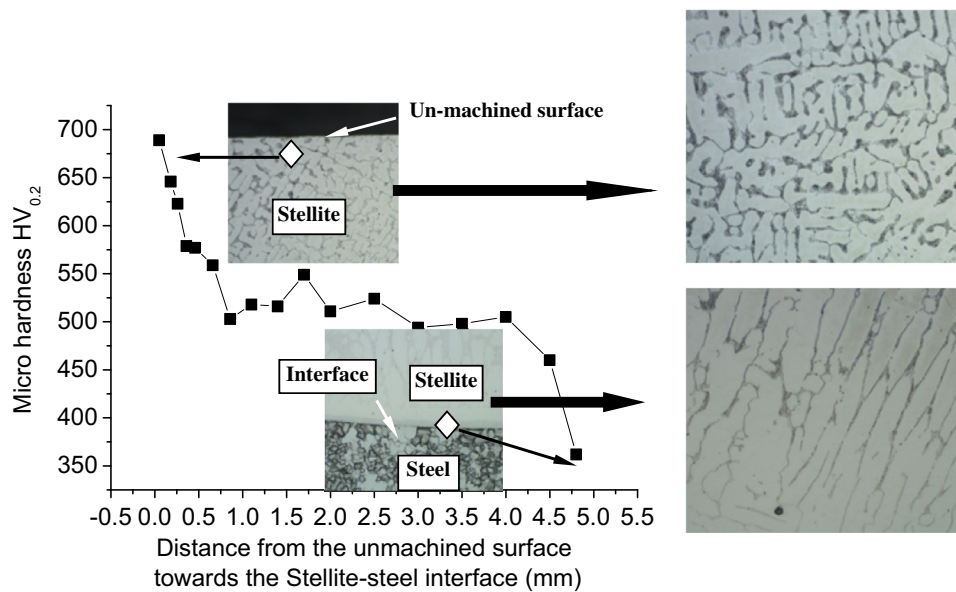 Micro hardness HV0.2
700
650
600
550
500
450
400
350
-0.5 0.0 0.5 1.0 1.5 2.0 2.5 3.0 3.5 4.0 4.5 5.0 5.5
Distance from the unmachined surface
towards the Stellite-steel interface (mm)
Un-machined surface
Stellite
Interface
Stellite
Steel